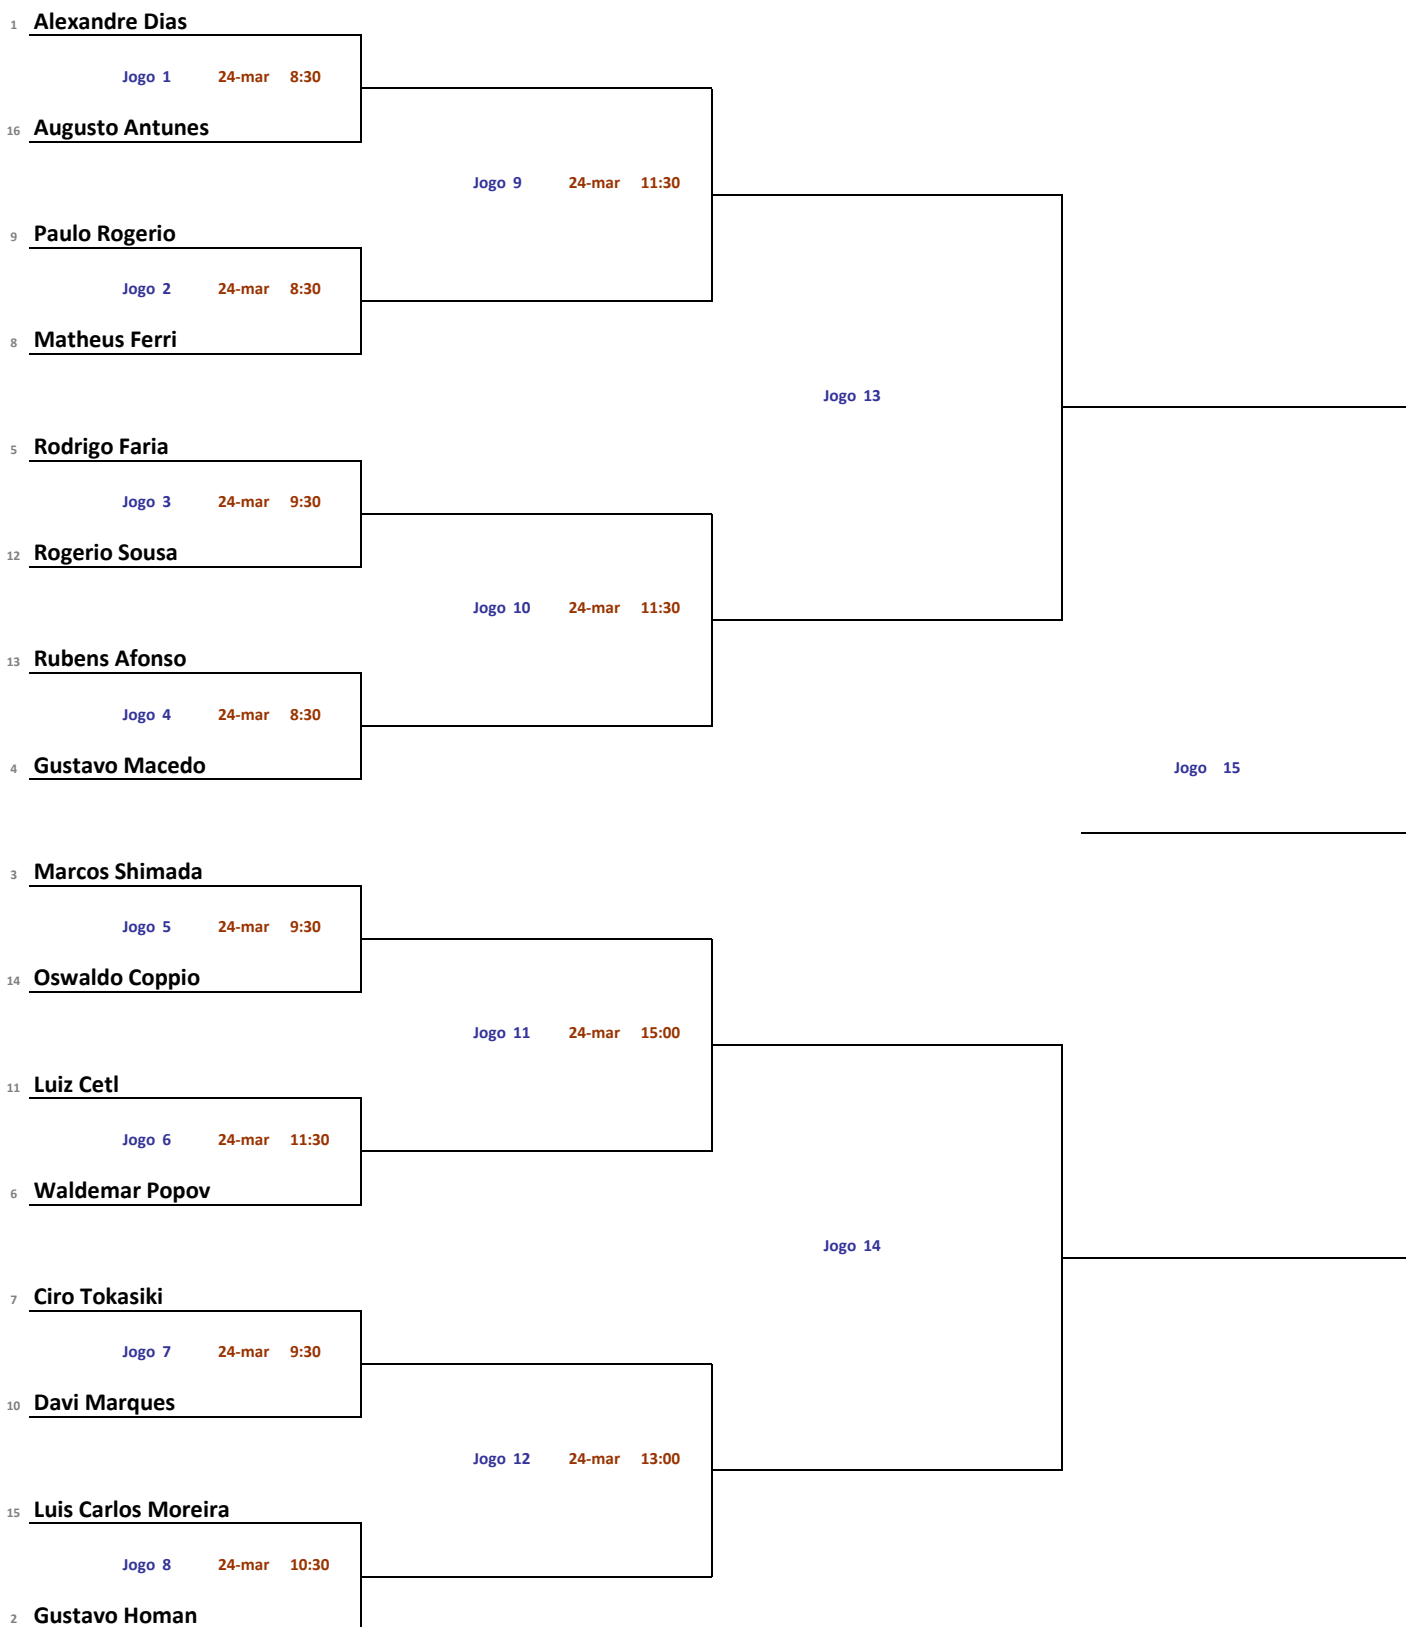 1 Alexandre Dias
Jogo 1 24-mar 8:30
16 Augusto Antunes
Jogo 9 24-mar 11:30
9 Paulo Rogerio
Jogo 2 24-mar 8:30
8 Matheus Ferri
Jogo 13
5 Rodrigo Faria
Jogo 3 24-mar 9:30
12 Rogerio Sousa
Jogo 10 24-mar 11:30
13 Rubens Afonso
Jogo 4 24-mar 8:30
4 Gustavo Macedo
Jogo 15
3 Marcos Shimada
Jogo 5 24-mar 9:30
14 Oswaldo Coppio
Jogo 11 24-mar 15:00
11 Luiz Cetl
Jogo 6 24-mar 11:30
6 Waldemar Popov
Jogo 14
7 Ciro Tokasiki
Jogo 7 24-mar 9:30
10 Davi Marques
Jogo 12 24-mar 13:00
15 Luis Carlos Moreira
Jogo 8 24-mar 10:30
2 Gustavo Homan